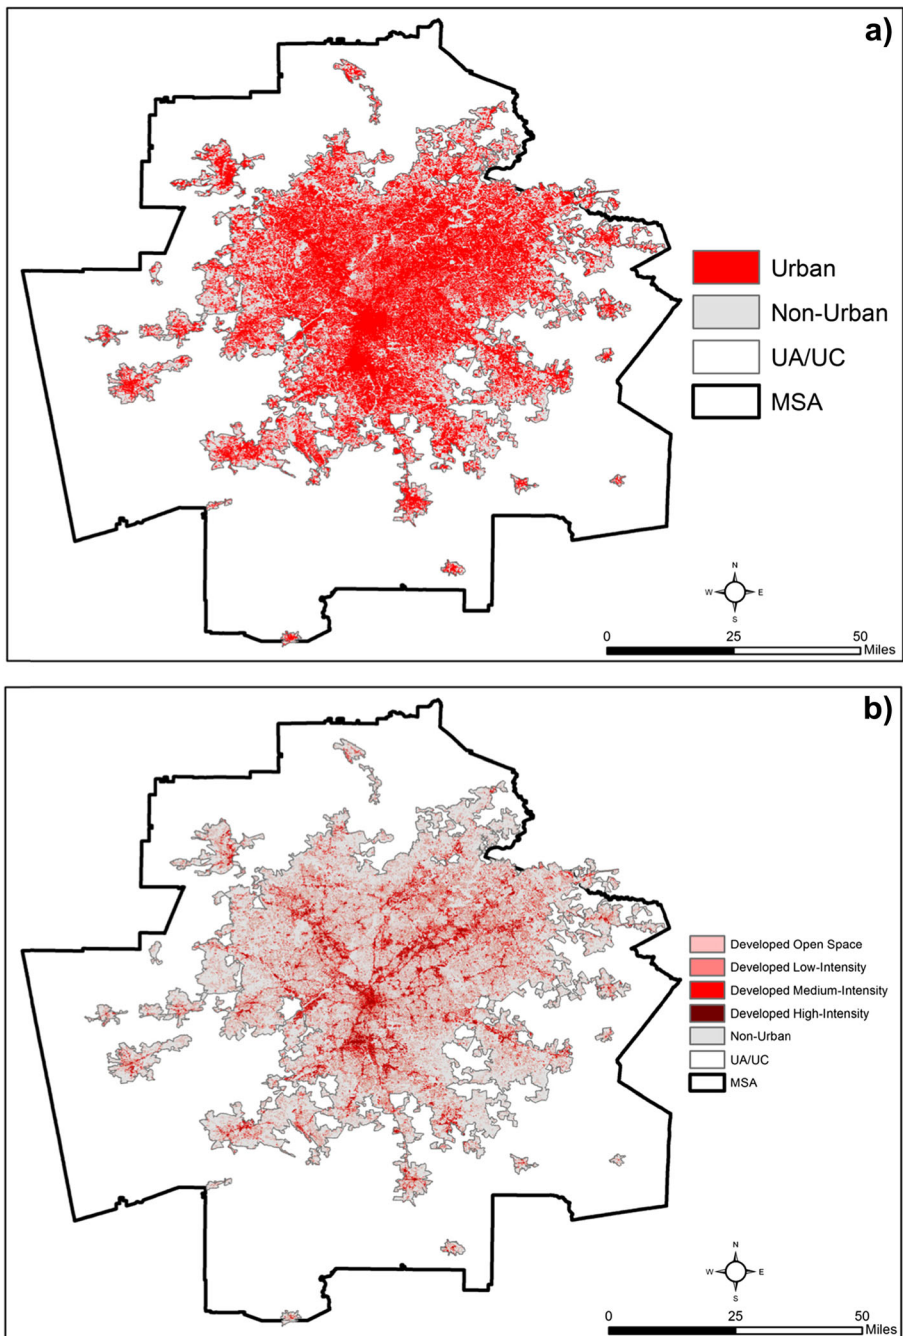 a)
Urban
Non-Urban
UA/UC
MSA
N
W E
S
0 25 50
Miles
b)
Developed Open Space
Developed Low-Intensity
Developed Medium-Intensity
Developed High-Intensity
Non-Urban
UA/UC
MSA
N
W E
S
0 25 50
Miles